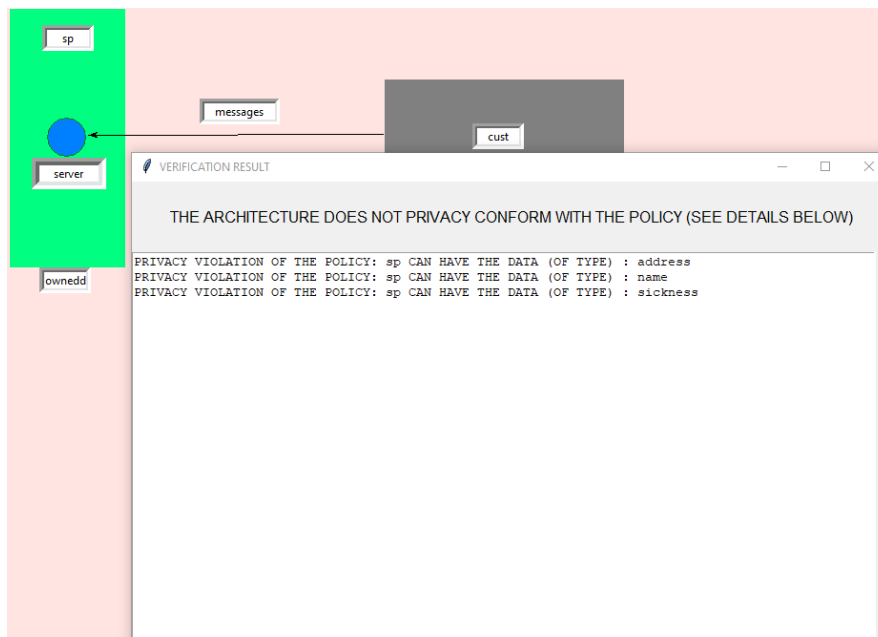 sp
messages
cust
server
VERIFICATION RESULT
THE ARCHITECTURE DOES NOT PRIVACY CONFORM WITH THE POLICY (SEE DETAILS BELOW)
PRIVACY VIOLATION OF THE POLICY: sp CAN HAVE THE DATA (OF TYPE) : address
PRIVACY VIOLATION OF THE POLICY: sp CAN HAVE THE DATA (OF TYPE) : name
PRIVACY VIOLATION OF THE POLICY: sp CAN HAVE THE DATA (OF TYPE) : sickness
ownedd